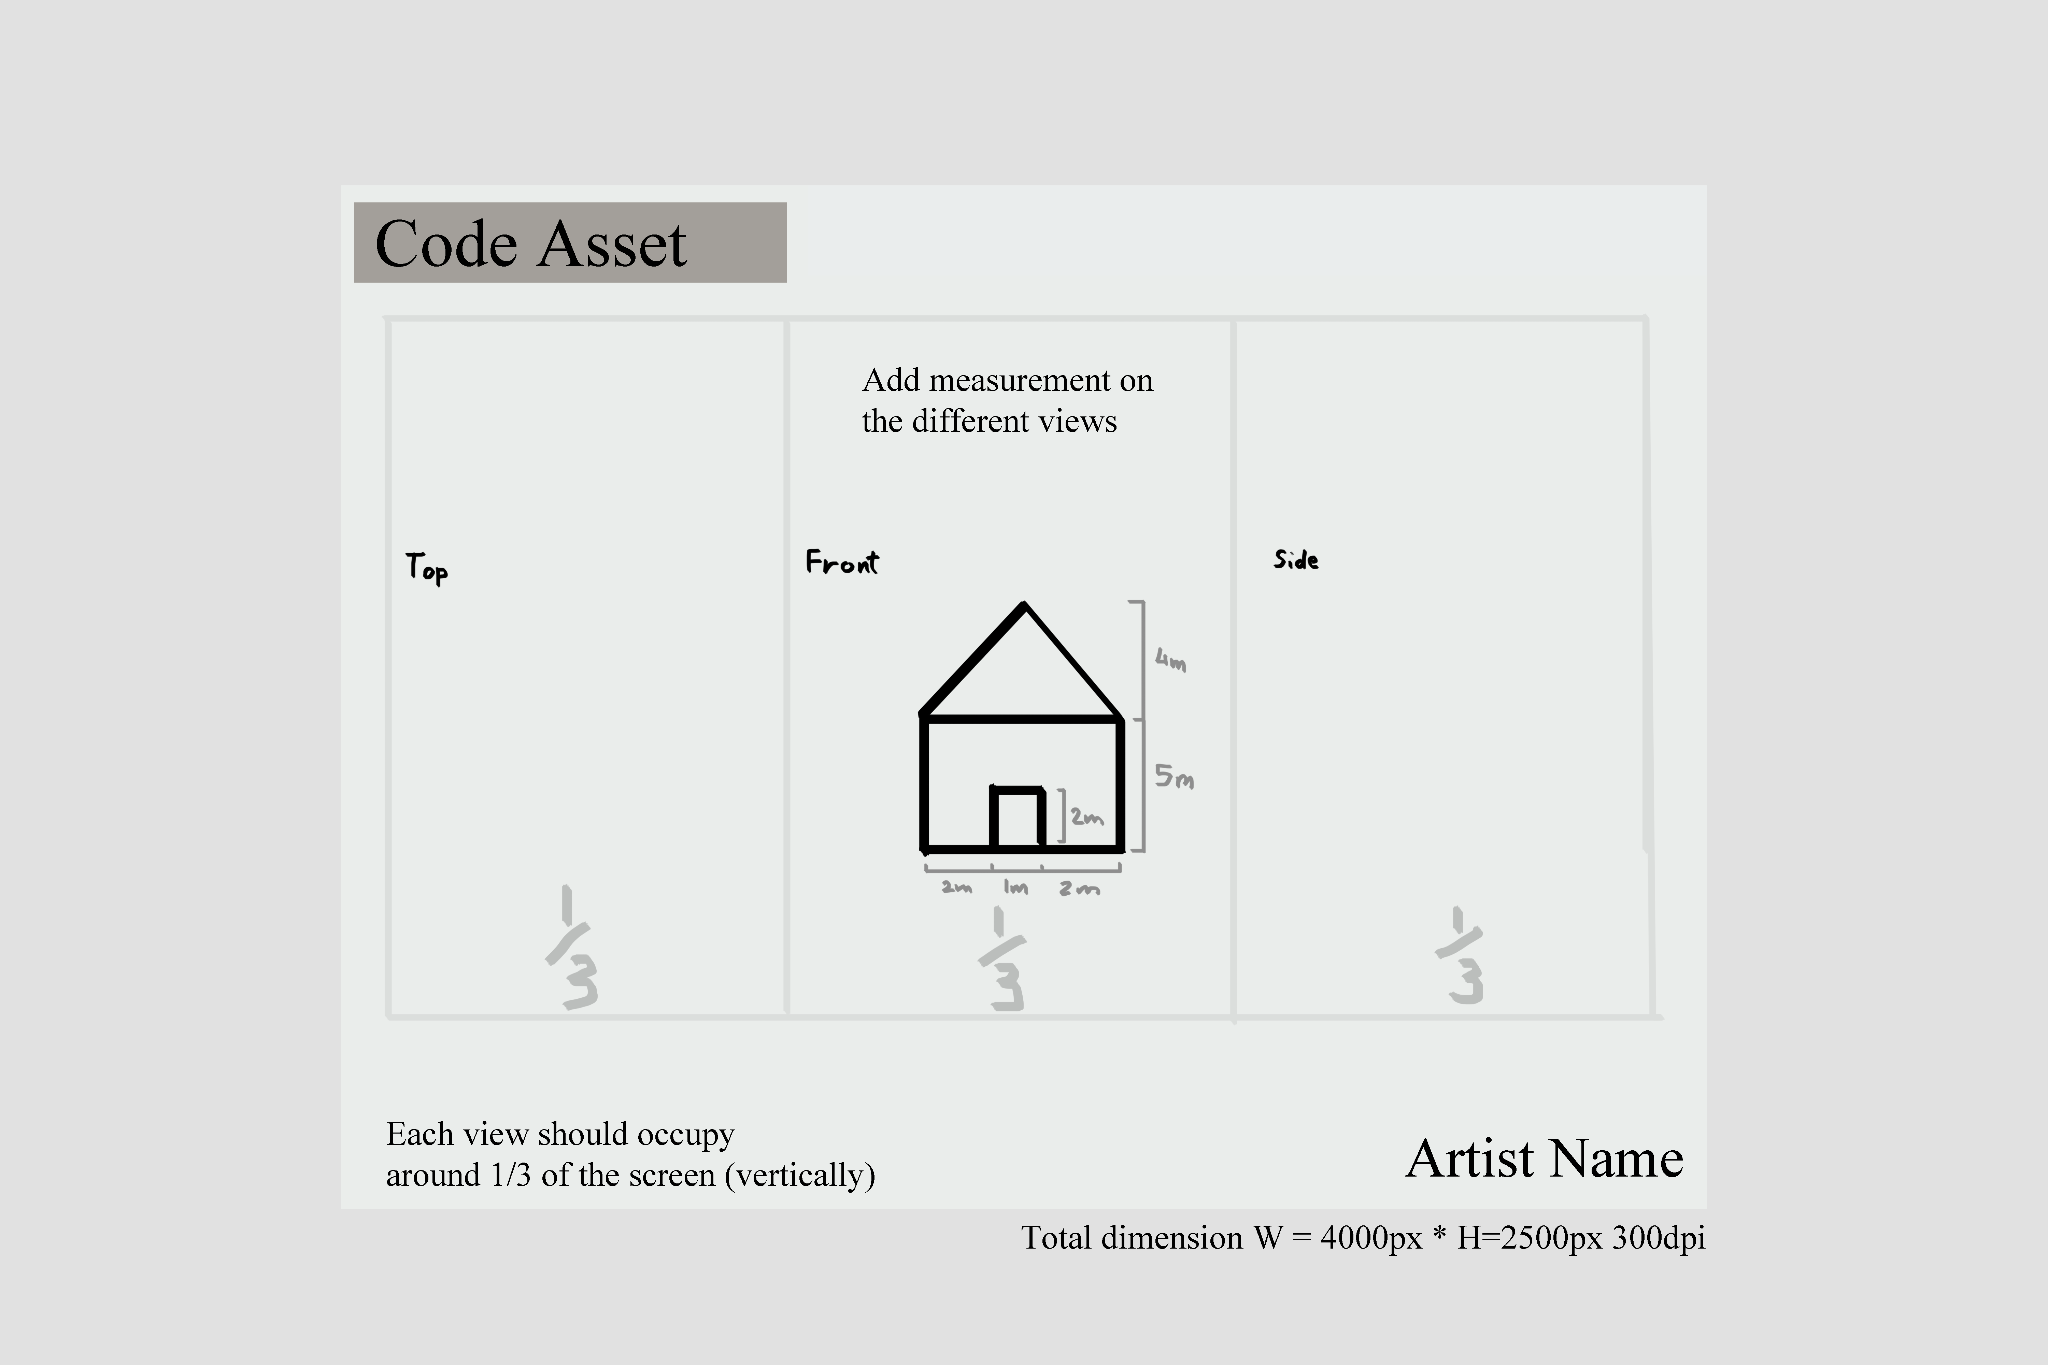 Code Asset
Add measurement on
the different views
Top
Front
Side
4m
5m
2m
2m 1m 2m
1/3
1/3
1/3
Each view should occupy
around 1/3 of the screen (vertically)
Artist Name
Total dimension W = 4000px * H=2500px 300dpi